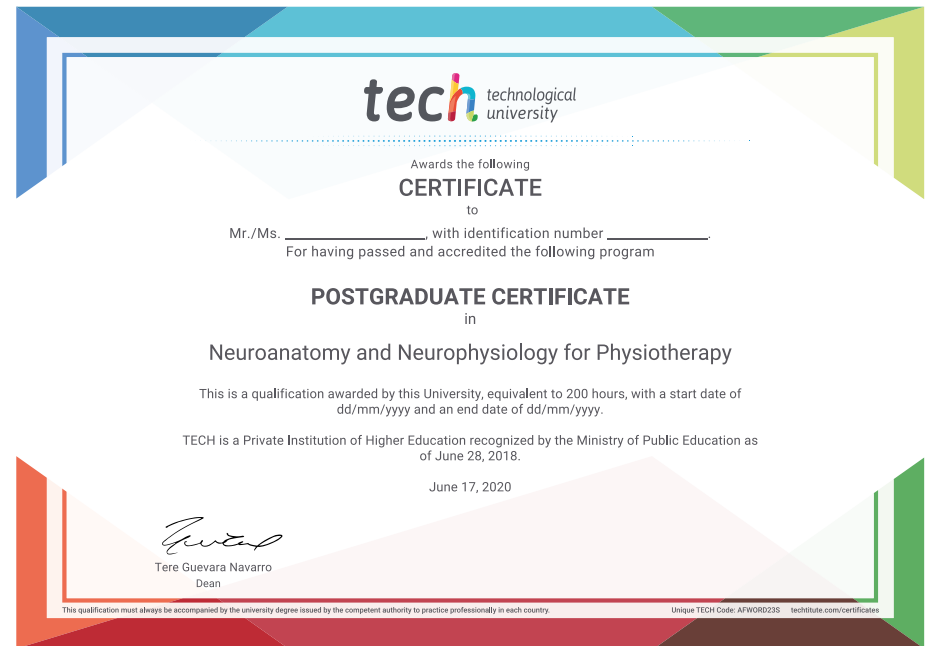 tech technological
university
Awards the following
CERTIFICATE
to
Mr./Ms. ____________________, with identification number ______________.
For having passed and accredited the following program
POSTGRADUATE CERTIFICATE
in
Neuroanatomy and Neurophysiology for Physiotherapy
This is a qualification awarded by this University, equivalent to 200 hours, with a start date of
dd/mm/yyyy and an end date of dd/mm/yyyy.
TECH is a Private Institution of Higher Education recognized by the Ministry of Public Education as
of June 28, 2018.
June 17, 2020
Tere Guevara Navarro
Dean
This qualification must always be accompanied by the university degree issued by the competent authority to practice professionally in each country. Unique TECH Code: AFWORD23S techtitute.com/certificates